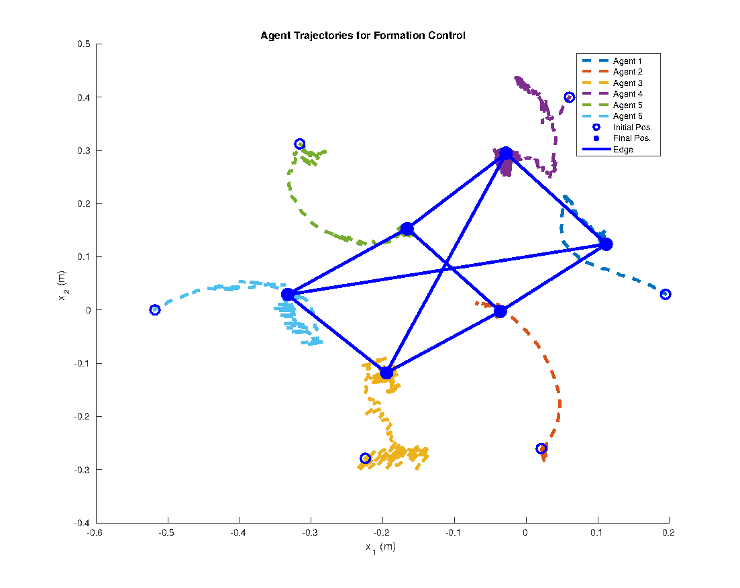 Agent Trajectories for Formation Control
Agent 1
Agent 2
Agent 3
Agent 4
Agent 5
Agent 6
Initial Pos.
Final Pos.
Edge
0.5
0.4
0.3
0.2
0.1
0
-0.1
-0.2
-0.3
-0.4
x2 (m)
-0.6
-0.5
-0.4
-0.3
-0.2
-0.1
0
0.1
0.2
x1 (m)